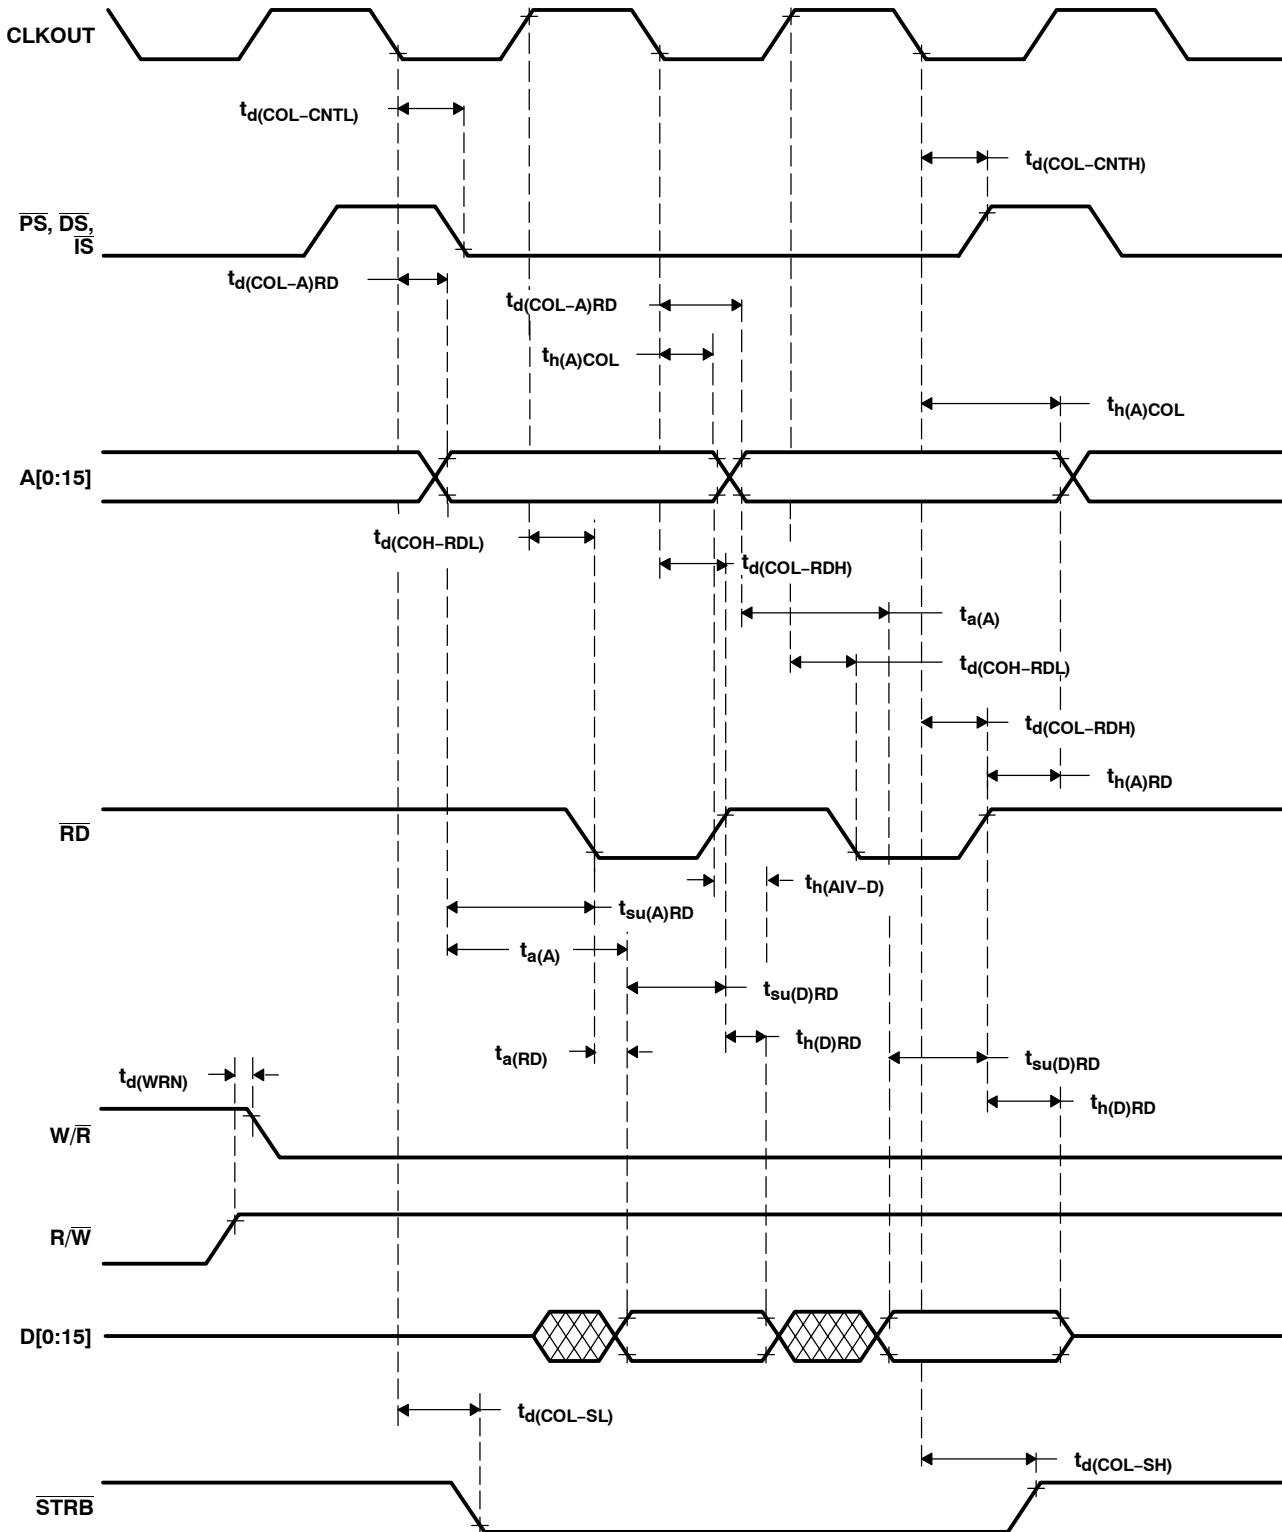 CLKOUT
td(COL–CNTL)
td(COL–CNTH)
PS, DS,
IS
td(COL–A)RD
td(COL–A)RD
th(A)COL
th(A)COL
A[0:15]
td(COH–RDL)
td(COL–RDH)
ta(A)
td(COH–RDL)
td(COL–RDH)
th(A)RD
RD
th(AIV–D)
tsu(A)RD
ta(A)
tsu(D)RD
th(D)RD
ta(RD)
tsu(D)RD
td(WRN)
th(D)RD
W/R
R/W
D[0:15]
td(COL–SL)
td(COL–SH)
STRB